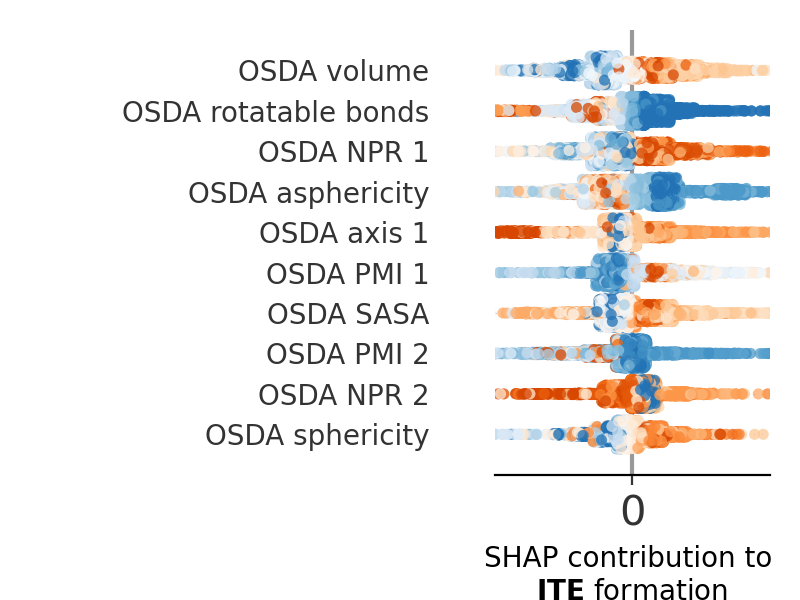 OSDA volume
OSDA rotatable bonds
OSDA NPR 1
OSDA asphericity
OSDA axis 1
OSDA PMI 1
OSDA SASA
OSDA PMI 2
OSDA NPR 2
OSDA sphericity
0
SHAP contribution to
ITE formation